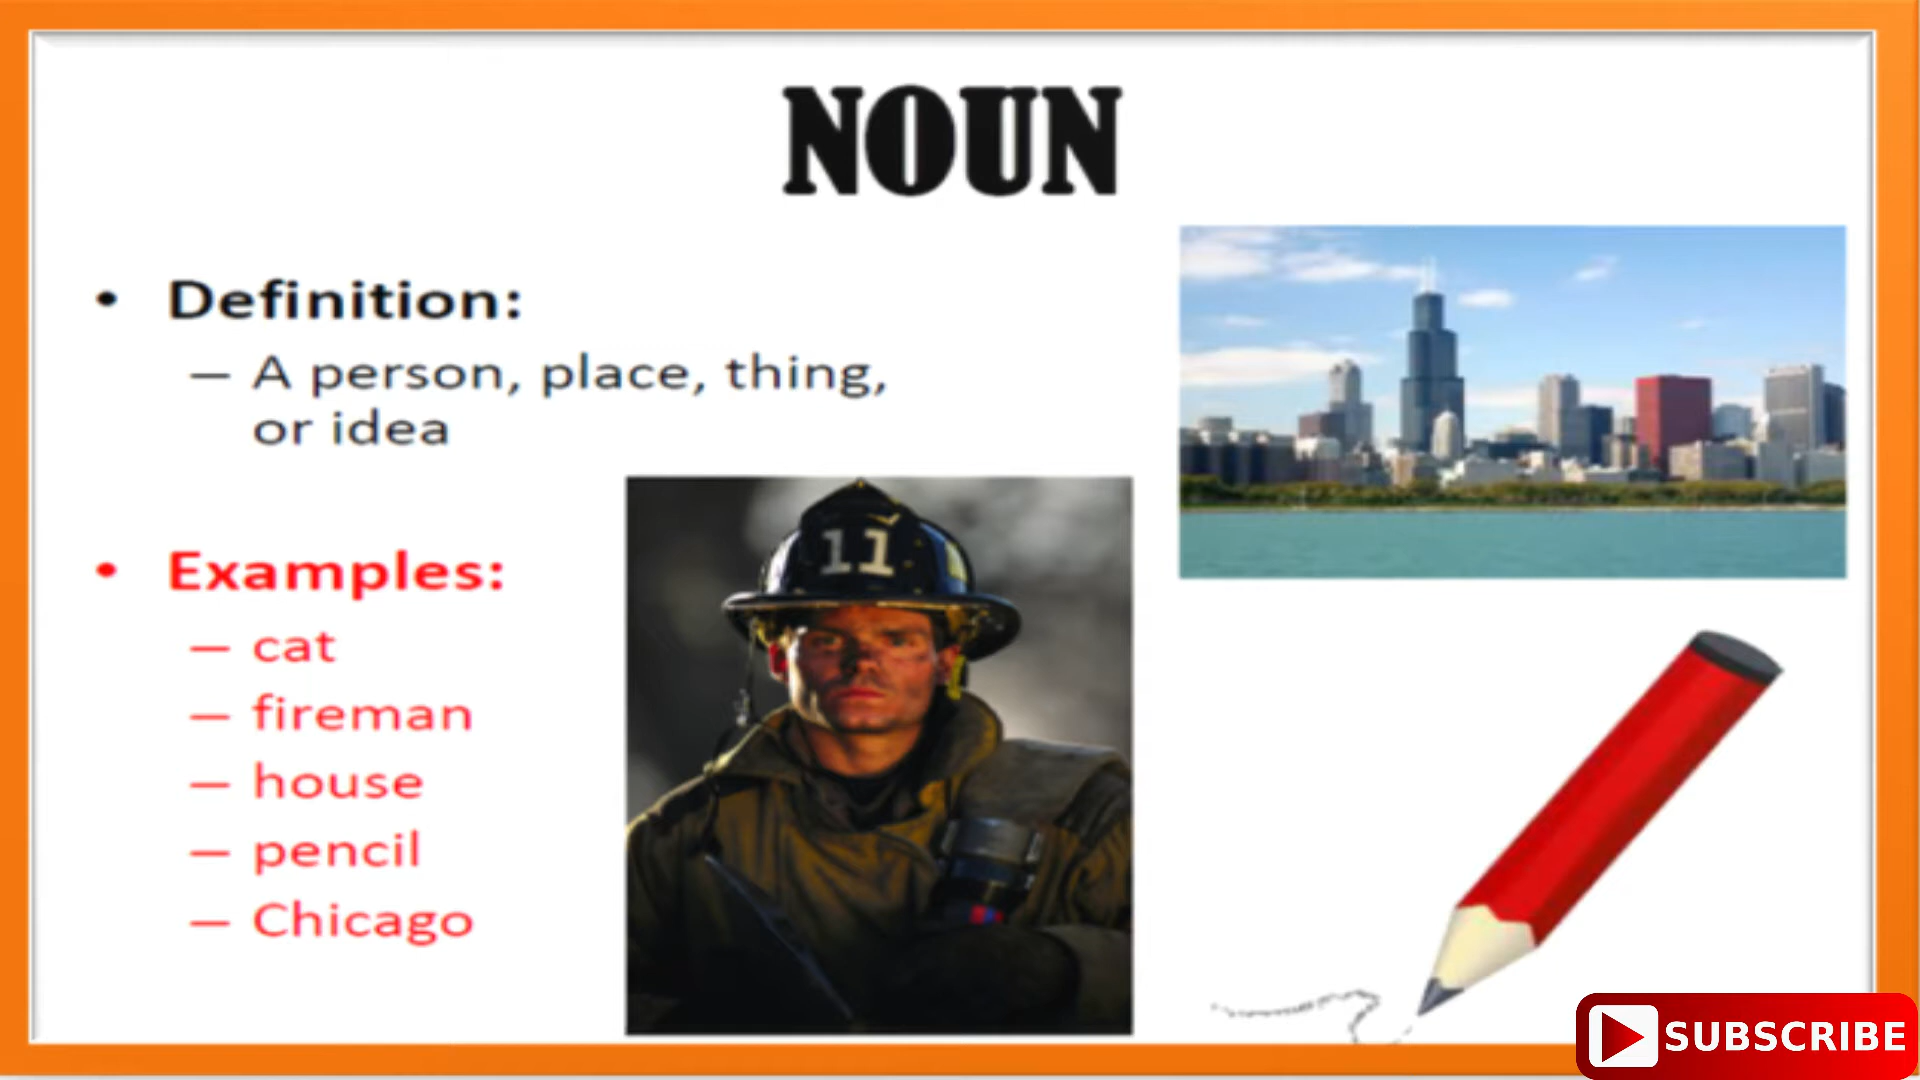 NOUN
• Definition:
– A person, place, thing,
or idea
• Examples:
– cat
– fireman
– house
– pencil
– Chicago
11
SUBSCRIBE